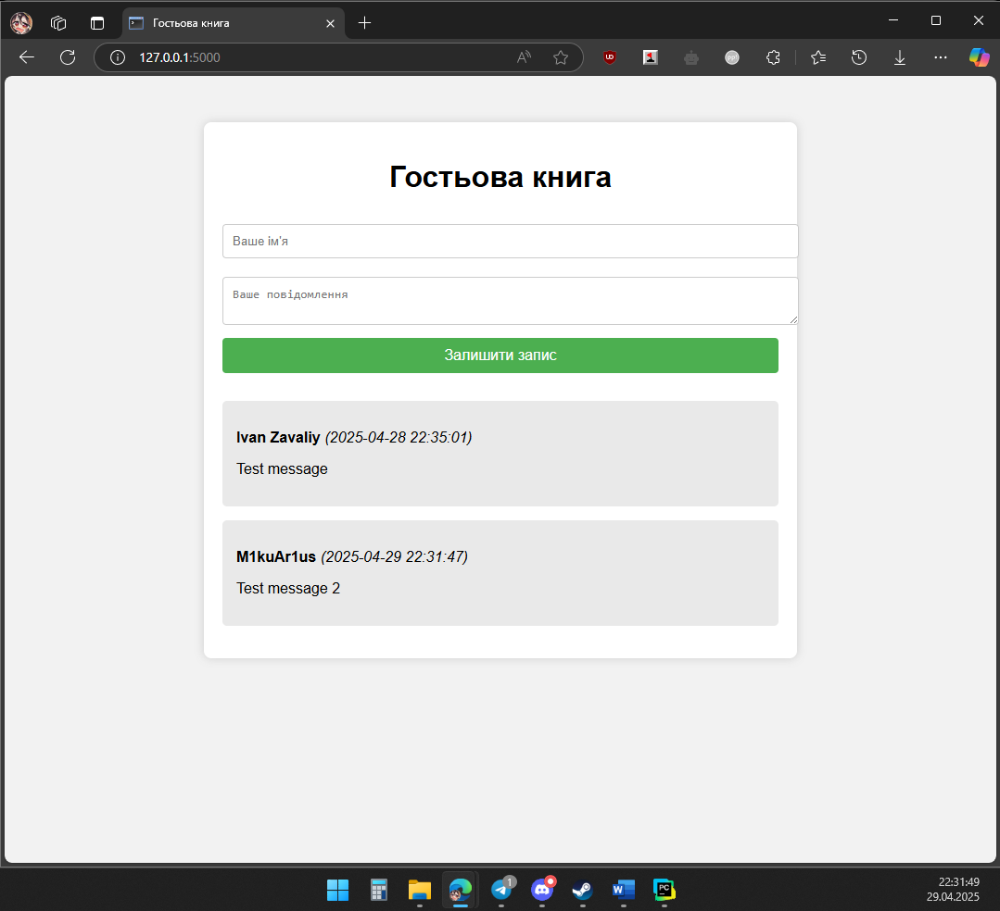 Гостьова книга
127.0.0.1:5000
Гостьова книга
Ваше ім'я
Ваше повідомлення
Залишити запис
Ivan Zavaliy (2025-04-28 22:35:01)
Test message
M1kuAr1us (2025-04-29 22:31:47)
Test message 2
22:31:49
29.04.2025